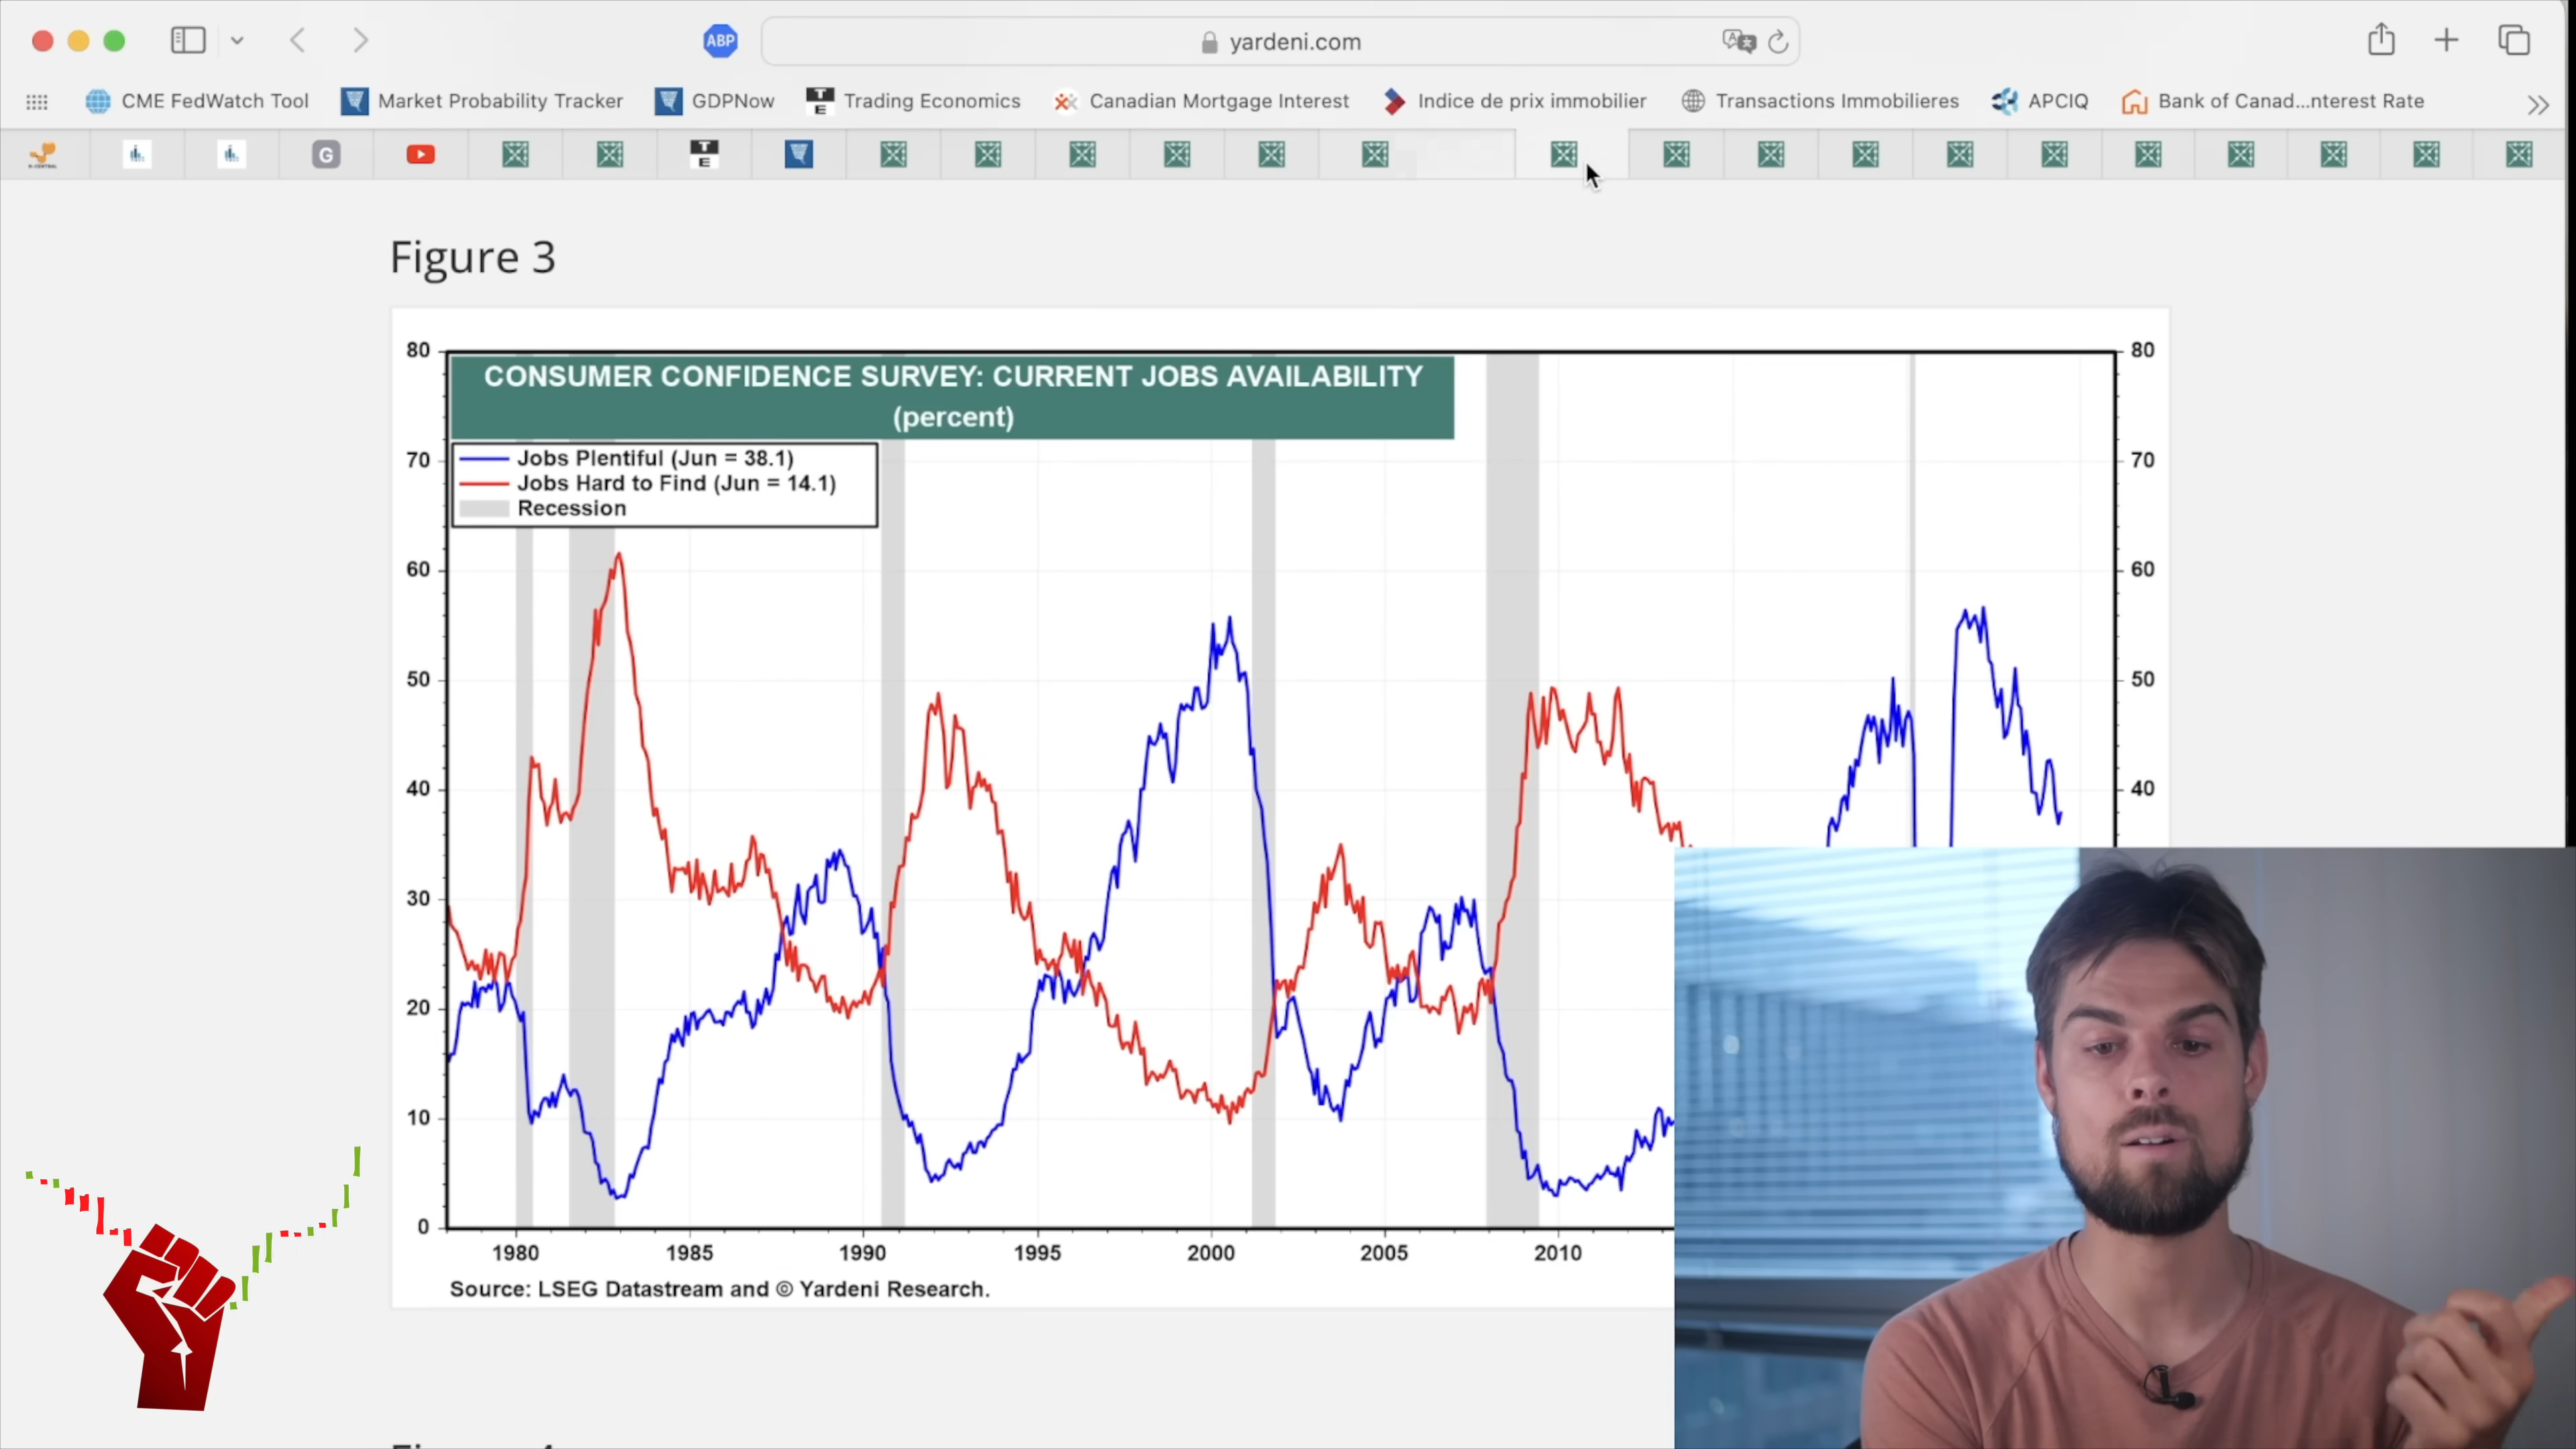 ABP
yardeni.com
CME FedWatch Tool
Market Probability Tracker
GDPNow
T
E
Trading Economics
Canadian Mortgage Interest
Indice de prix immobilier
Transactions Immobilieres
APCIQ
Bank of Canad...nterest Rate
G
T
E
Figure 3
CONSUMER CONFIDENCE SURVEY: CURRENT JOBS AVAILABILITY
(percent)
Jobs Plentiful (Jun = 38.1)
Jobs Hard to Find (Jun = 14.1)
Recession
80
70
60
50
40
30
20
10
0
80
70
60
50
40
1980
1985
1990
1995
2000
2005
2010
Source: LSEG Datastream and © Yardeni Research.